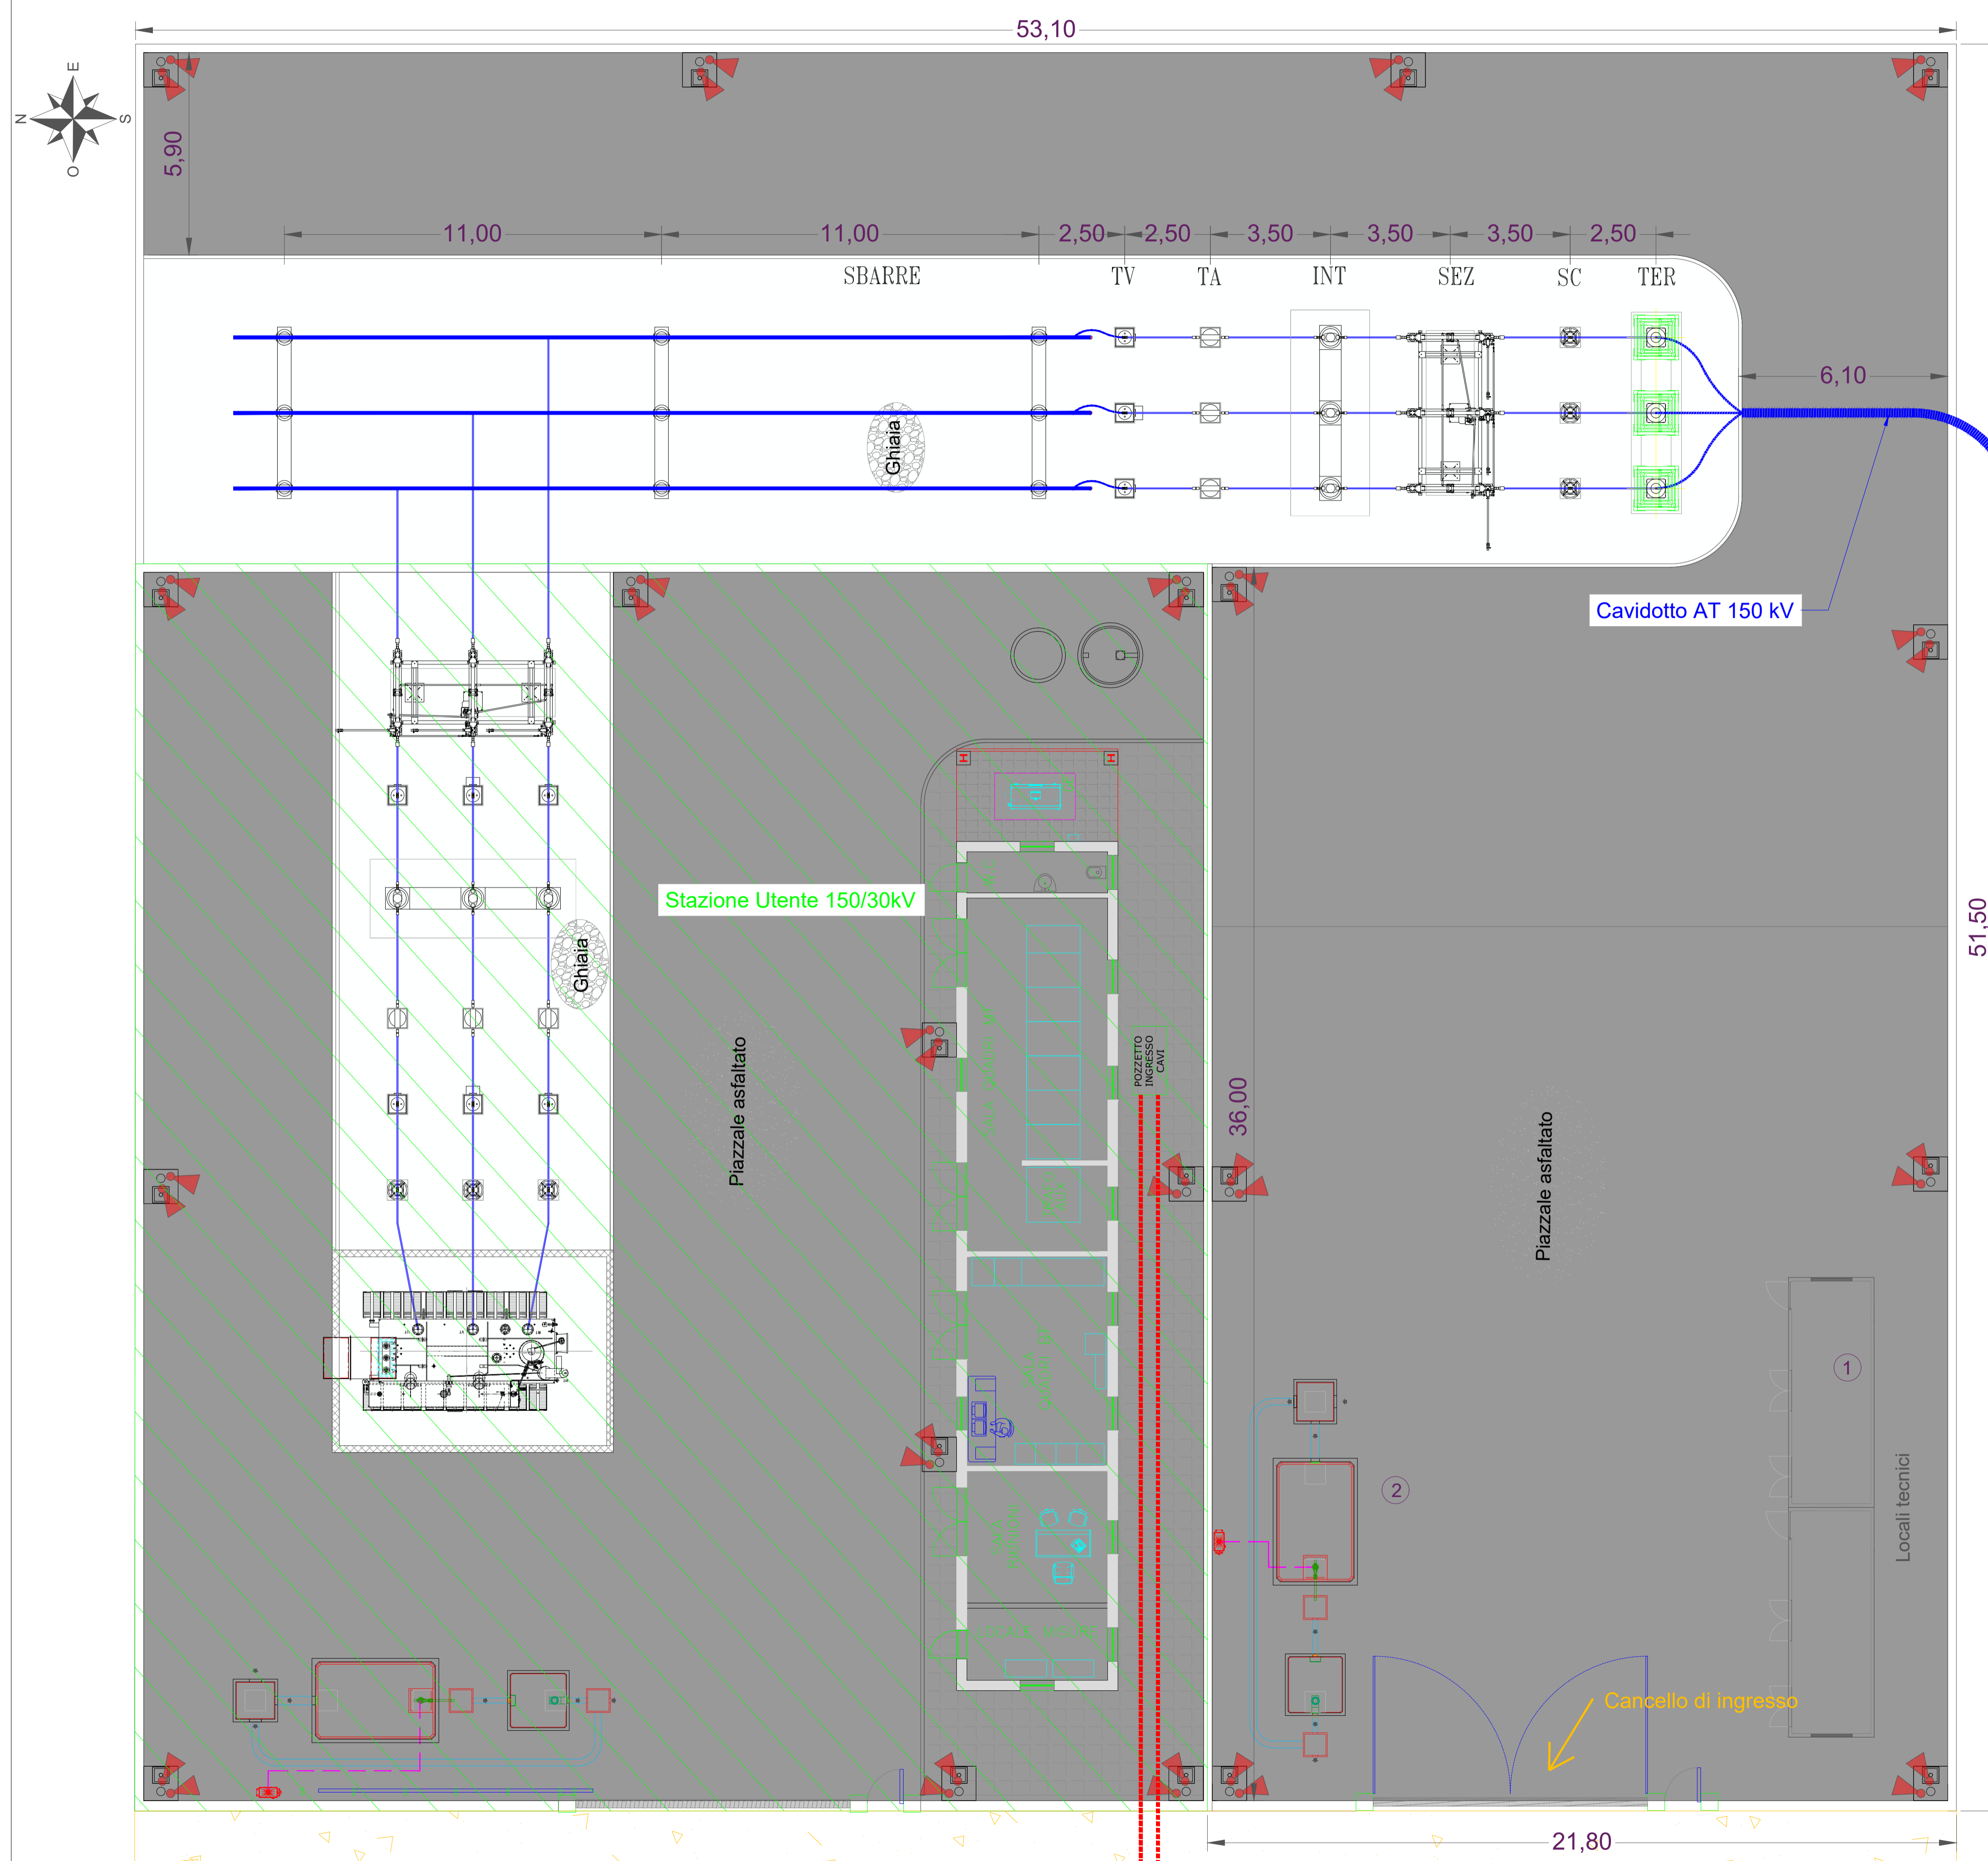 53,10
E
N
S
O
5,90
11,00
11,00
2,50
2,50
3,50
3,50
3,50
2,50
SBARRE
TV
TA
INT
SEZ
SC
TER
6,10
Ghiaia
Cavidotto AT 150 kV
H
H
Stazione Utente 150/30kV
Ghiaia
51,50
Piazzale asfaltato
POZZETTO
INGRESSO
CAVI
36,00
Piazzale asfaltato
1
2
Locali tecnici
LOCALE MISURE
Cancello di ingresso
21,80